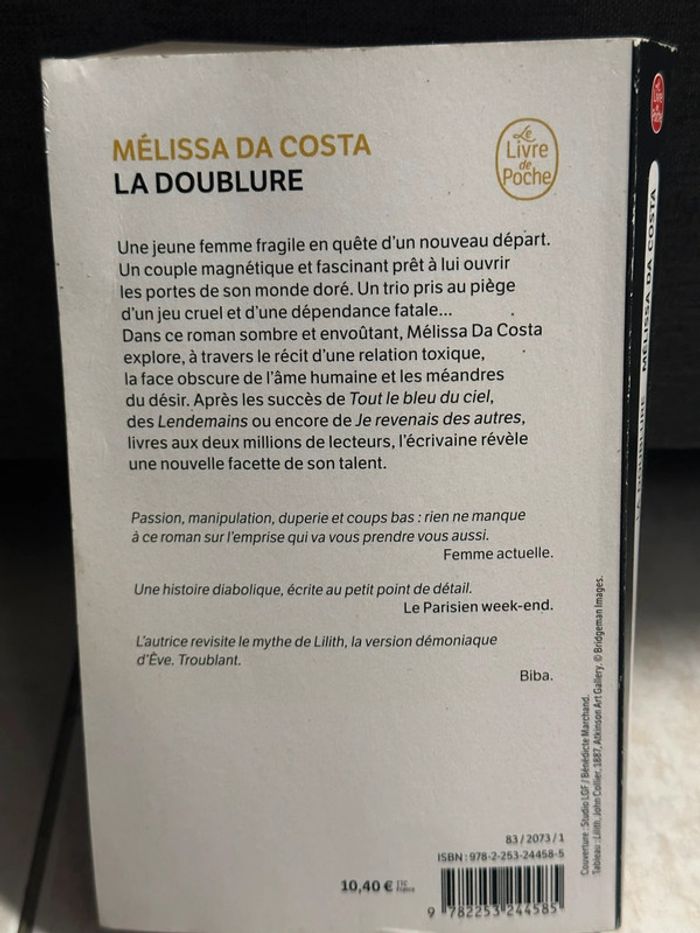 MÉLISSA DA COSTA
LA DOUBLURE
Le
Livre
de
Poche
Une jeune femme fragile en quête d'un nouveau départ.
Un couple magnétique et fascinant prêt à lui ouvrir
les portes de son monde doré. Un trio pris au piège
d'un jeu cruel et d'une dépendance fatale...
Dans ce roman sombre et envoûtant, Mélissa Da Costa
explore, à travers le récit d'une relation toxique,
la face obscure de l'âme humaine et les méandres
du désir. Après les succès de Tout le bleu du ciel,
des Lendemains ou encore de Je revenais des autres,
livres aux deux millions de lecteurs, l'écrivaine révèle
une nouvelle facette de son talent.
Passion, manipulation, duperie et coups bas : rien ne manque
à ce roman sur l'emprise qui va vous prendre vous aussi.
Femme actuelle.
Une histoire diabolique, écrite au petit point de détail.
Le Parisien week-end.
L'autrice revisite le mythe de Lilith, la version démoniaque
d'Ève. Troublant.
Biba.
83 / 2073 / 1
ISBN : 978-2-253-24458-5
10,40 € TTC
France
9 782253 244585
Couverture : Studio LGF / Bénédicte Marchand.
Tableau : Lilith, John Collier, 1887, Atkinson Art Gallery. © Bridgeman Images.
Le
Livre
de
Poche
MÉLISSA DA COSTA
LA DOUBLURE